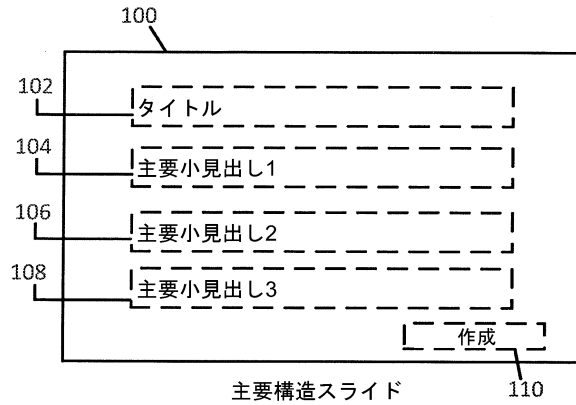 100
102
タイトル
104
主要小見出し1
106
主要小見出し2
108
主要小見出し3
作成
主要構造スライド
110